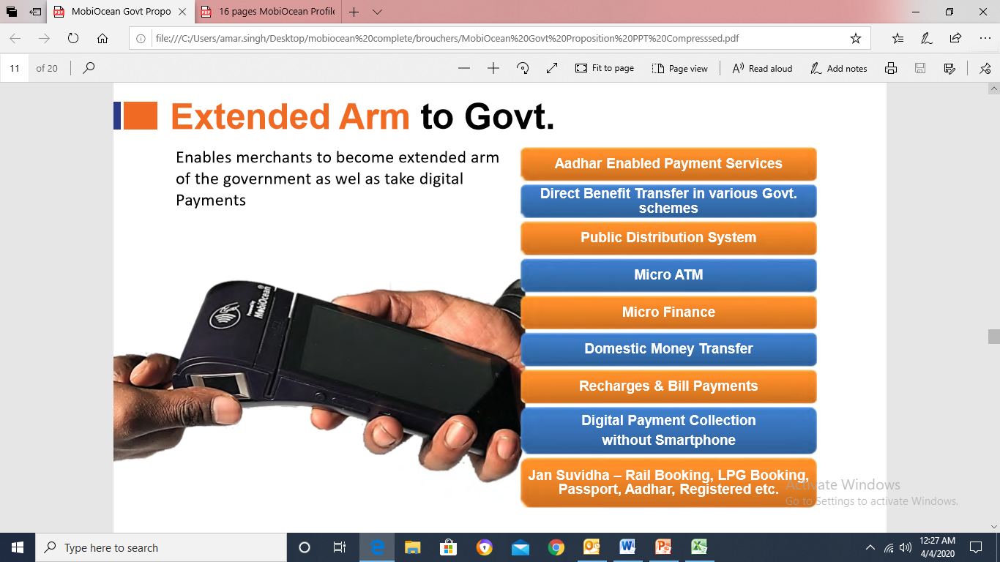 MobiOcean Govt Propo
16 pages MobiOcean Profile
file:///C:/Users/amar.singh/Desktop/mobiocean%20complete/brouchers/MobiOcean%20Govt%20Proposition%20PPT%20Compresssed.pdf
11 of 20 Fit to page Page view Read aloud Add notes
Extended Arm to Govt.
Enables merchants to become extended arm
of the government as wel as take digital
Payments
Powered by
MobiOcean®
Aadhar Enabled Payment Services
Direct Benefit Transfer in various Govt.
schemes
Public Distribution System
Micro ATM
Micro Finance
Domestic Money Transfer
Recharges & Bill Payments
Digital Payment Collection
without Smartphone
Jan Suvidha – Rail Booking, LPG Booking,
Passport, Aadhar, Registered etc.
Activate Windows
Go to Settings to activate Windows.
Type here to search
12:27 AM
4/4/2020